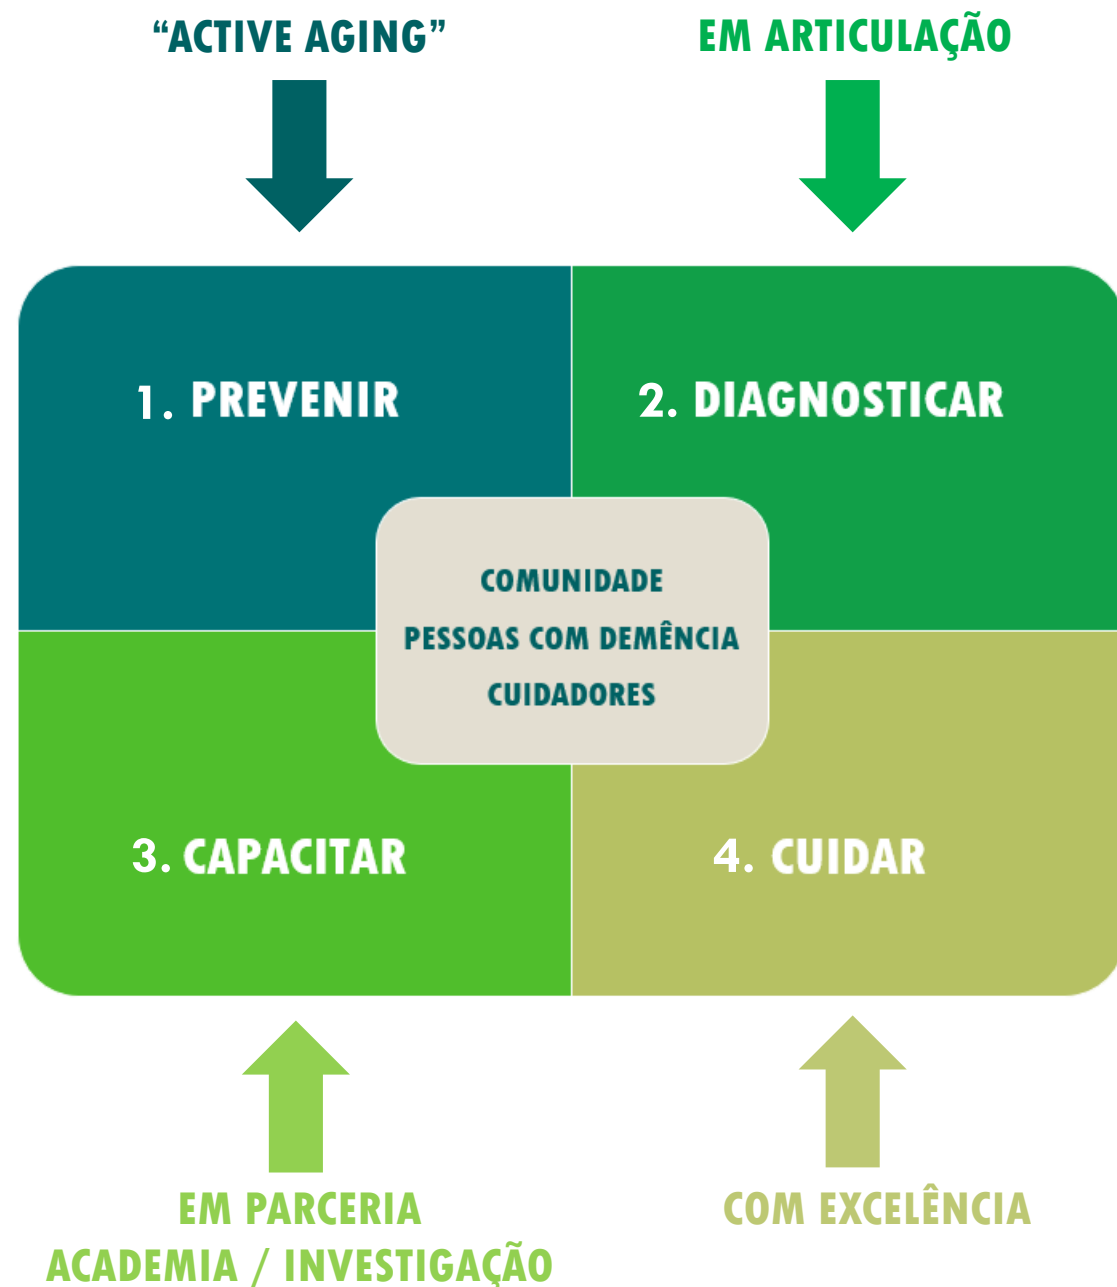 “ACTIVE AGING”
EM ARTICULAÇÃO
1. PREVENIR
2. DIAGNOSTICAR
COMUNIDADE
PESSOAS COM DEMÊNCIA
CUIDADORES
3. CAPACITAR
4. CUIDAR
EM PARCERIA
ACADEMIA / INVESTIGAÇÃO
COM EXCELÊNCIA